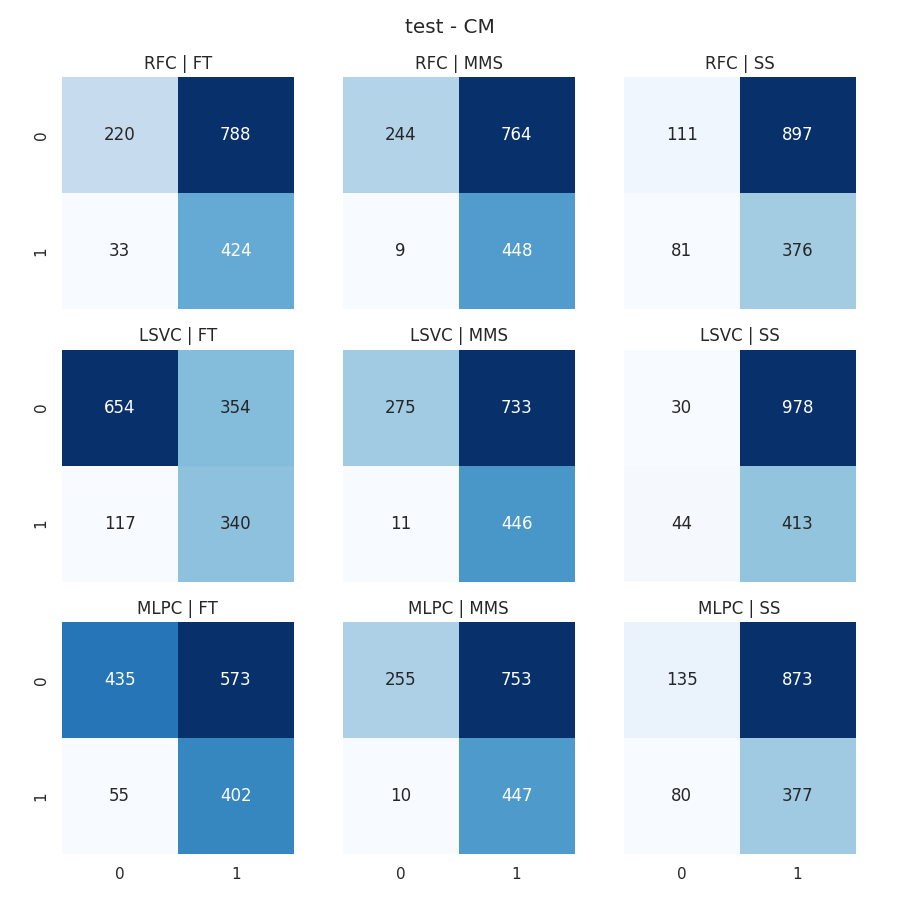 test - CM
RFC | FT RFC | MMS RFC | SS
0 220 788 244 764 111 897
1 33 424 9 448 81 376
LSVC | FT LSVC | MMS LSVC | SS
0 654 354 275 733 30 978
1 117 340 11 446 44 413
MLPC | FT MLPC | MMS MLPC | SS
0 435 573 255 753 135 873
1 55 402 10 447 80 377
0 1 0 1 0 1